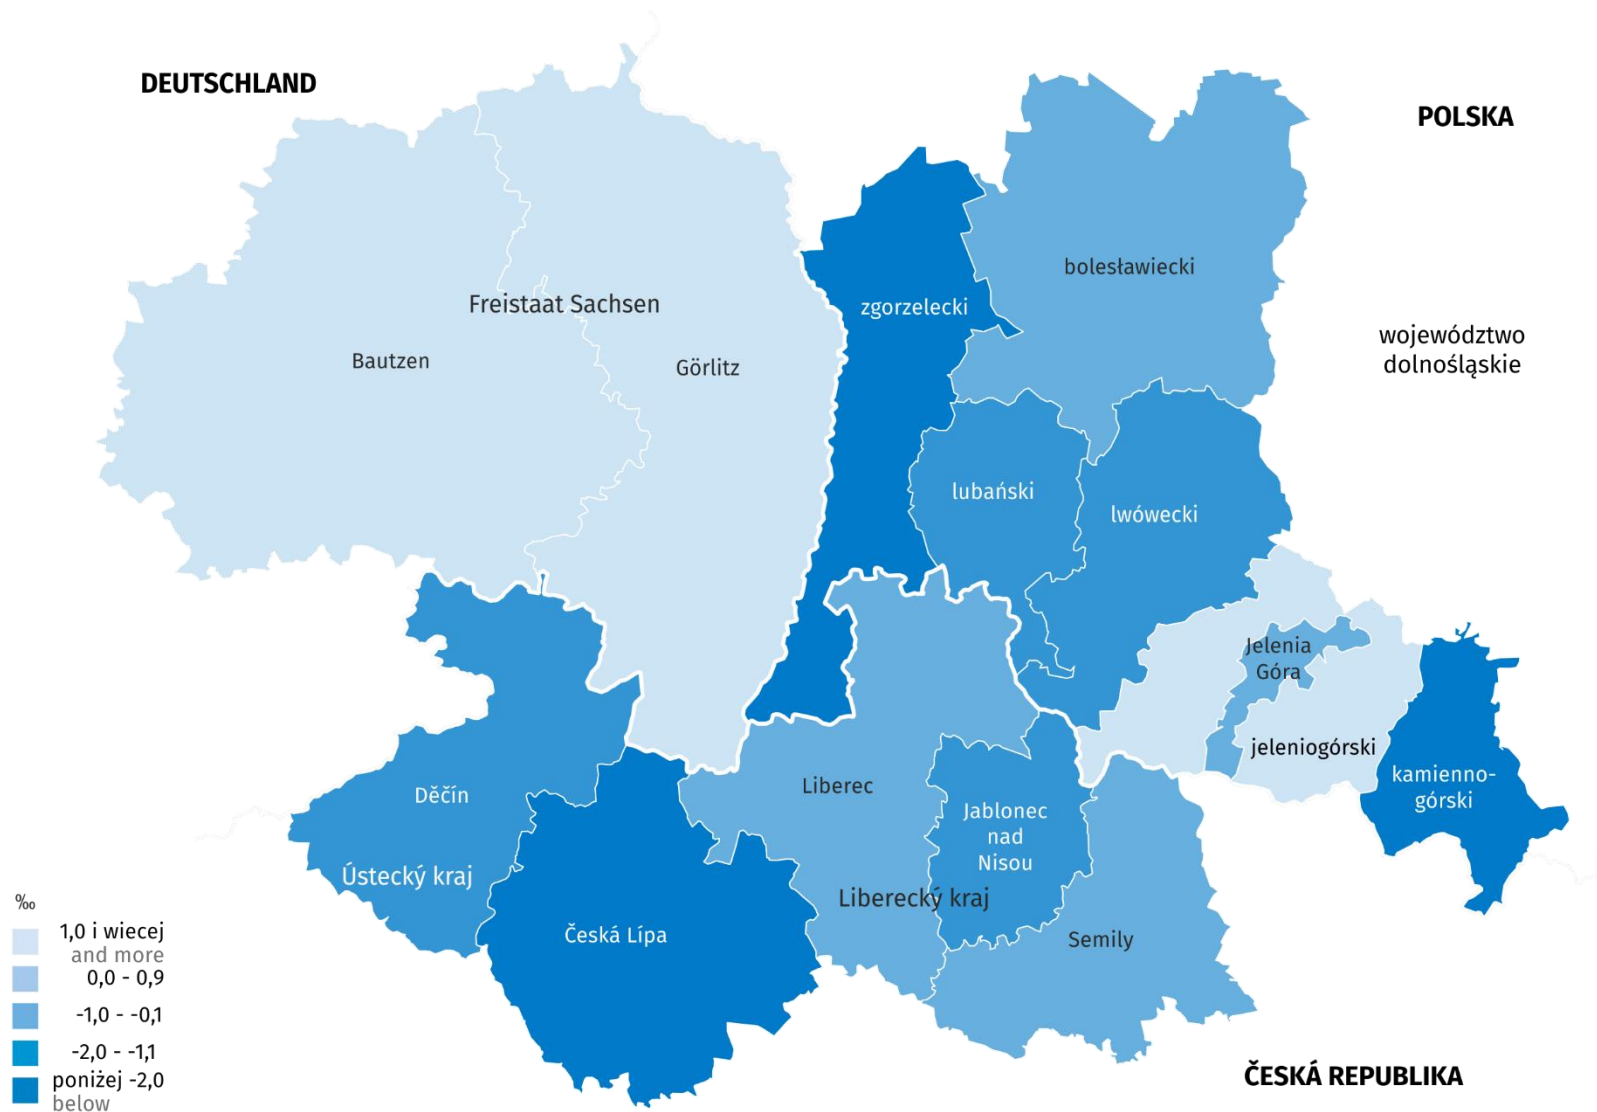 DEUTSCHLAND
POLSKA
bolesławiecki
zgorzelecki
Freistaat Sachsen
województwo
dolnośląskie
Bautzen
Görlitz
lubański
lwówecki
Jelenia
Góra
jeleniogórski
kamienno-
górski
Děčín
Liberec
Jablonec
nad
Nisou
Ústecký kraj
Liberecký kraj
Česká Lípa
Semily
‰
1,0 i wiecej
and more
0,0 - 0,9
-1,0 - -0,1
-2,0 - -1,1
poniżej -2,0
below
ČESKÁ REPUBLIKA